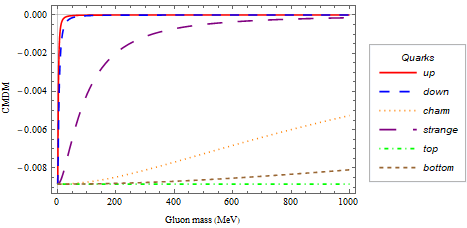 0.000
−0.002
−0.004
−0.006
−0.008
CMDM
0
200
400
600
800
1000
Gluon mass (MeV)
Quarks
up
down
charm
strange
top
bottom